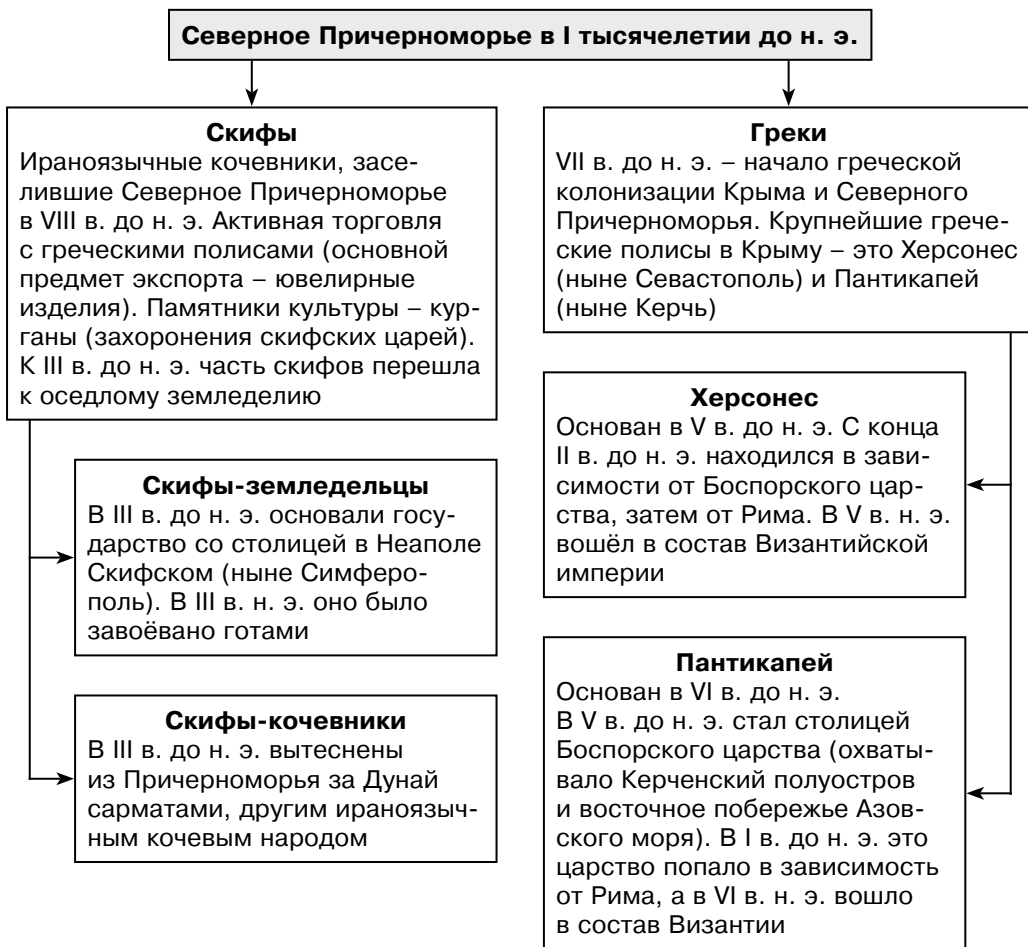 Северное Причерноморье в I тысячелетии до н. э.
Скифы
Ираноязычные кочевники, засе-
лившие Северное Причерноморье
в VIII в. до н. э. Активная торговля
с греческими полисами (основной
предмет экспорта – ювелирные
изделия). Памятники культуры – кур-
ганы (захоронения скифских царей).
К III в. до н. э. часть скифов перешла
к оседлому земледелию
Скифы-земледельцы
В III в. до н. э. основали госу-
дарство со столицей в Неаполе
Скифском (ныне Симферо-
поль). В III в. н. э. оно было
завоёвано готами
Скифы-кочевники
В III в. до н. э. вытеснены
из Причерноморья за Дунай
сарматами, другим ираноязыч-
ным кочевым народом
Греки
VII в. до н. э. – начало греческой
колонизации Крыма и Северного
Причерноморья. Крупнейшие грече-
ские полисы в Крыму – это Херсонес
(ныне Севастополь) и Пантикапей
(ныне Керчь)
Херсонес
Основан в V в. до н. э. С конца
II в. до н. э. находился в зави-
симости от Боспорского цар-
ства, затем от Рима. В V в. н. э.
вошёл в состав Византийской
империи
Пантикапей
Основан в VI в. до н. э.
В V в. до н. э. стал столицей
Боспорского царства (охваты-
вало Керченский полуостров
и восточное побережье Азов-
ского моря). В I в. до н. э. это
царство попало в зависимость
от Рима, а в VI в. н. э. вошло
в состав Византии